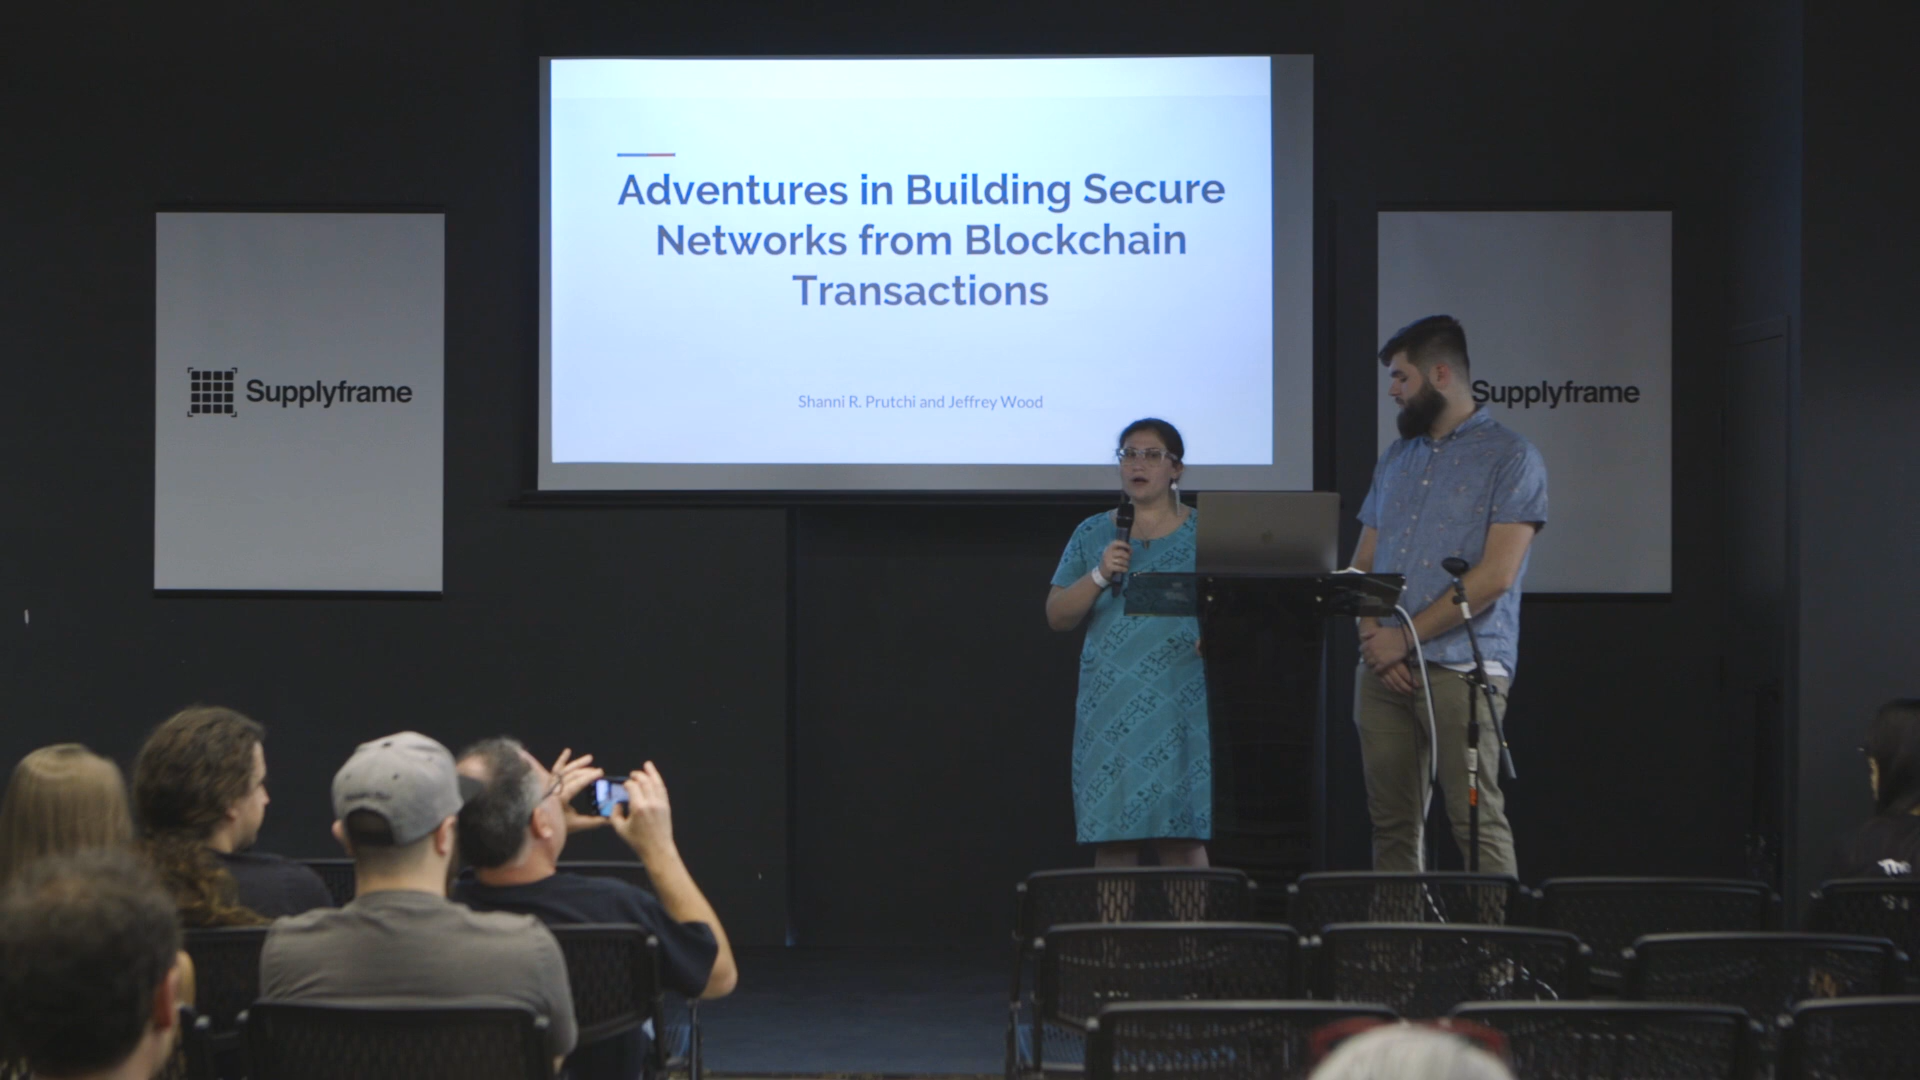 Adventures in Building Secure
Networks from Blockchain
Transactions
Shanni R. Prutchi and Jeffrey Wood
Supplyframe
Supplyframe